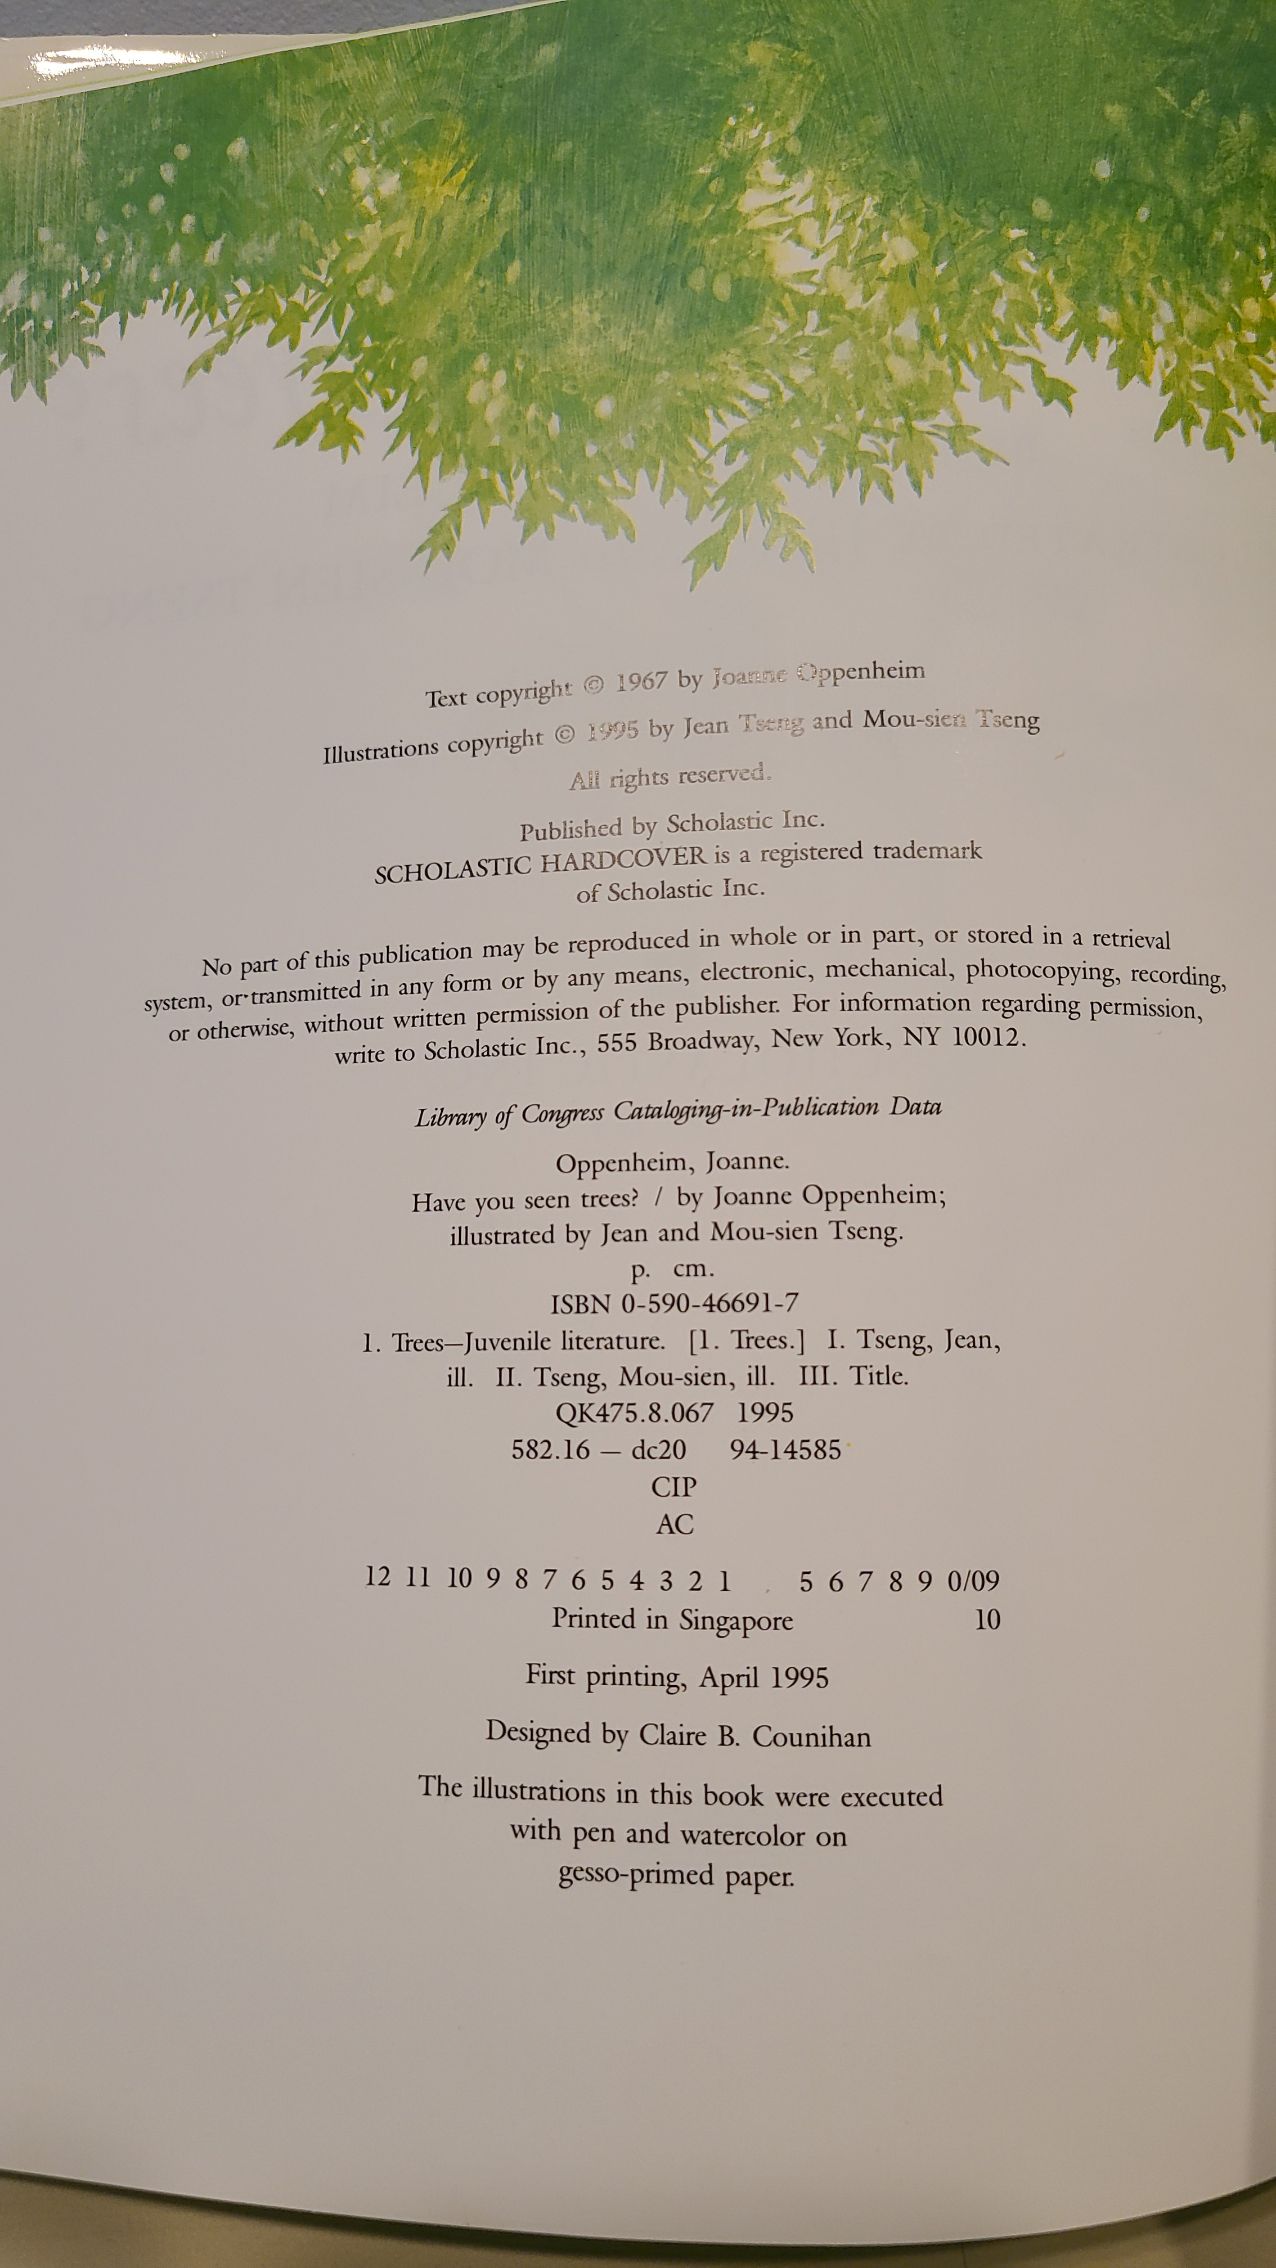 Text copyright © 1967 by Joanne Oppenheim
Illustrations copyright © 1995 by Jean Tseng and Mou-sien Tseng
All rights reserved.
Published by Scholastic Inc.
SCHOLASTIC HARDCOVER is a registered trademark
of Scholastic Inc.
No part of this publication may be reproduced in whole or in part, or stored in a retrieval
system, or transmitted in any form or by any means, electronic, mechanical, photocopying, recording,
or otherwise, without written permission of the publisher. For information regarding permission,
write to Scholastic Inc., 555 Broadway, New York, NY 10012.
Library of Congress Cataloging-in-Publication Data
Oppenheim, Joanne.
Have you seen trees? / by Joanne Oppenheim;
illustrated by Jean and Mou-sien Tseng.
p. cm.
ISBN 0-590-46691-7
1. Trees—Juvenile literature. [1. Trees.] I. Tseng, Jean,
ill. II. Tseng, Mou-sien, ill. III. Title.
QK475.8.067 1995
582.16 — dc20 94-14585
CIP
AC
12 11 10 9 8 7 6 5 4 3 2 1 5 6 7 8 9 0/09
Printed in Singapore 10
First printing, April 1995
Designed by Claire B. Counihan
The illustrations in this book were executed
with pen and watercolor on
gesso-primed paper.